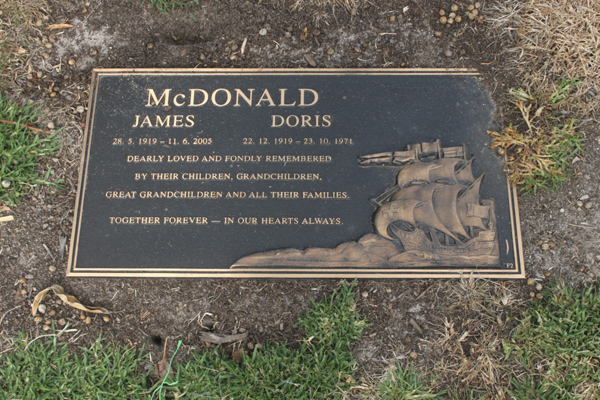 McDONALD
JAMES DORIS
28. 5. 1919 – 11. 6. 2005 22. 12. 1919 – 23. 10. 1971
DEARLY LOVED AND FONDLY REMEMBERED
BY THEIR CHILDREN, GRANDCHILDREN,
GREAT GRANDCHILDREN AND ALL THEIR FAMILIES.
TOGETHER FOREVER — IN OUR HEARTS ALWAYS.